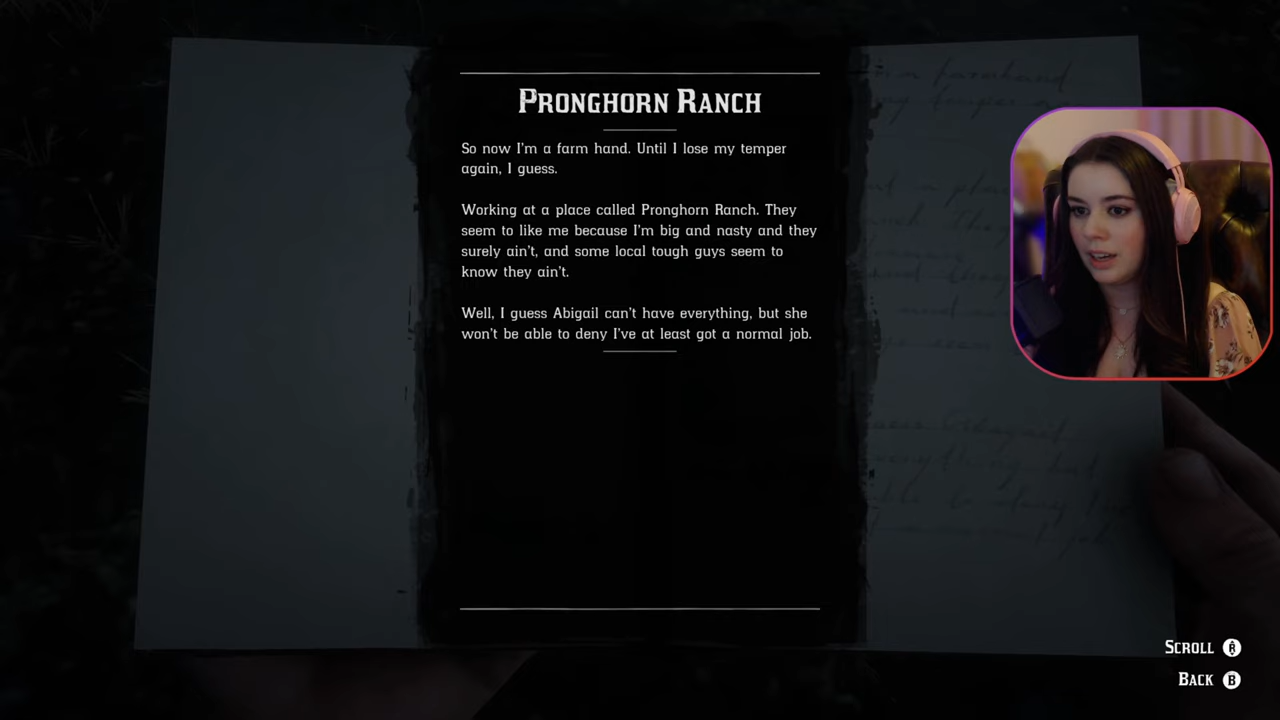 PRONGHORN RANCH
So now I'm a farm hand. Until I lose my temper
again, I guess.
Working at a place called Pronghorn Ranch. They
seem to like me because I'm big and nasty and they
surely ain't, and some local tough guys seem to
know they ain't.
Well, I guess Abigail can't have everything, but she
won't be able to deny I've at least got a normal job.
SCROLL R
BACK B